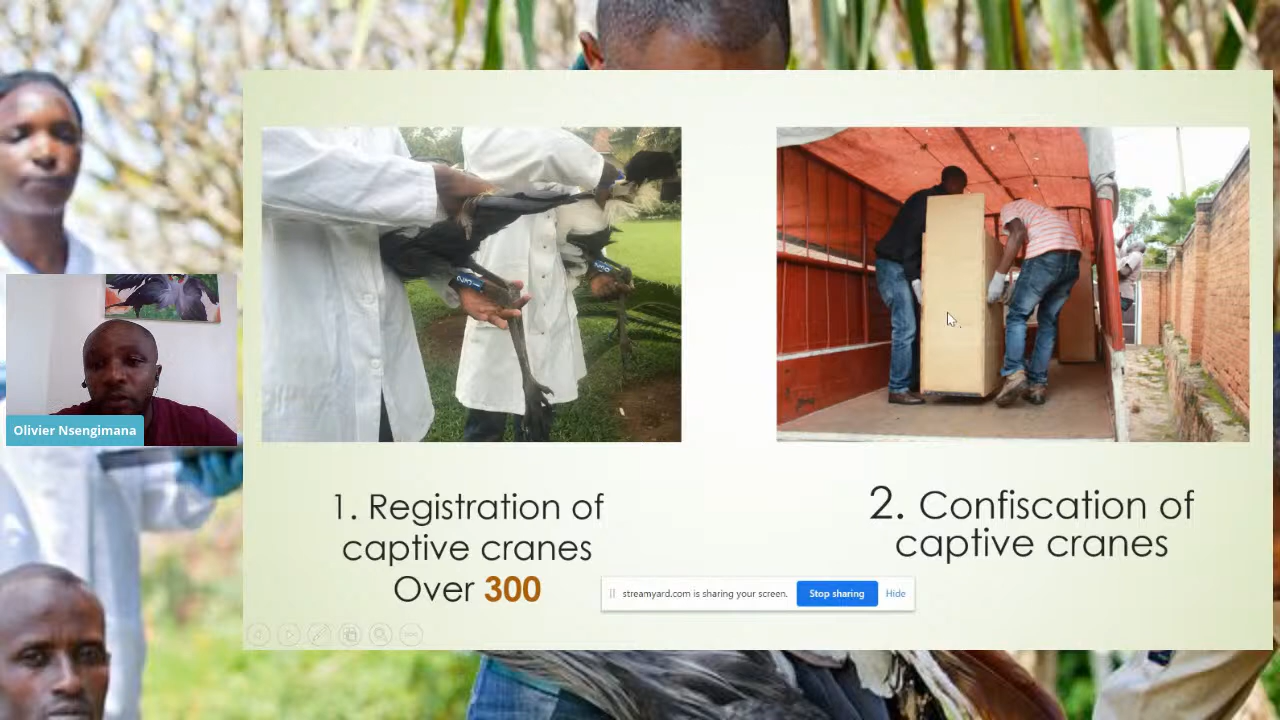 Olivier Nsengimana
1. Registration of
captive cranes
Over 300
2. Confiscation of
captive cranes
streamyard.com is sharing your screen.
Stop sharing
Hide